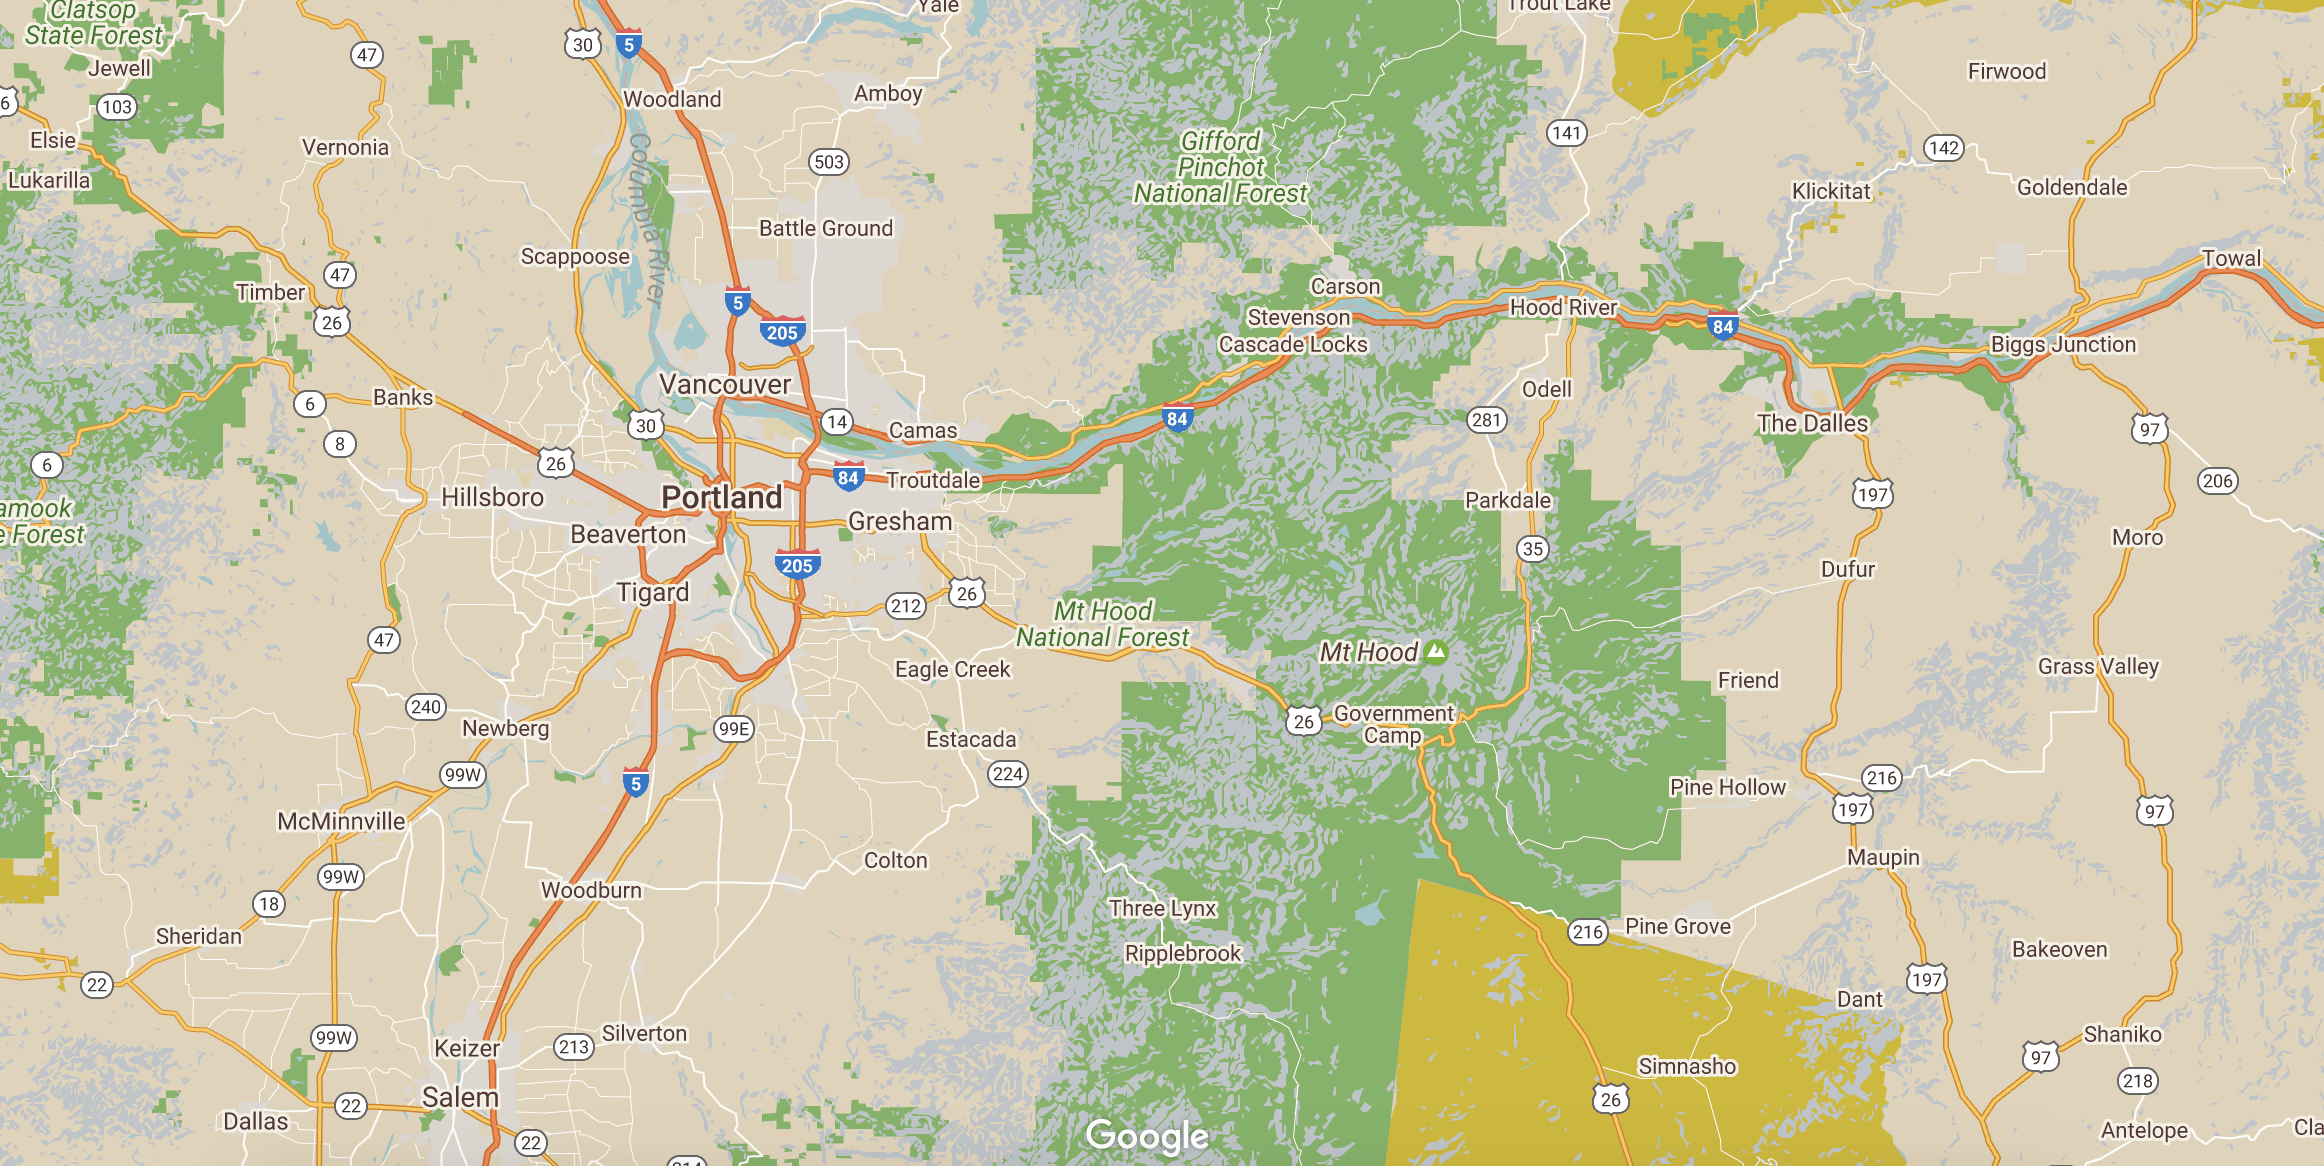 Clatsop
State Forest
Yale
Trout Lake
30
5
47
Jewell
Firwood
Woodland
Amboy
6
103
141
Elsie
Vernonia
Gifford
Pinchot
National Forest
142
503
Lukarilla
Klickitat
Goldendale
Columbia River
Battle Ground
Scappoose
Towal
47
Timber
Carson
5
Hood River
26
Stevenson
205
84
Cascade Locks
Biggs Junction
Vancouver
Odell
Banks
6
84
281
14
The Dalles
30
Camas
97
8
6
26
84
Troutdale
206
Hillsboro
Portland
197
Parkdale
amook
e Forest
Gresham
Beaverton
Moro
35
205
Dufur
Tigard
26
212
Mt Hood
National Forest
47
Mt Hood
Eagle Creek
Grass Valley
Friend
240
Government
Camp
26
Newberg
99E
Estacada
99W
224
216
5
Pine Hollow
197
97
McMinnville
Maupin
Colton
99W
Woodburn
18
Three Lynx
Pine Grove
216
Sheridan
Ripplebrook
Bakeoven
197
22
Dant
Silverton
Shaniko
99W
Keizer
213
97
Simnasho
218
Salem
26
22
Dallas
Google
Antelope
22
Cla
214